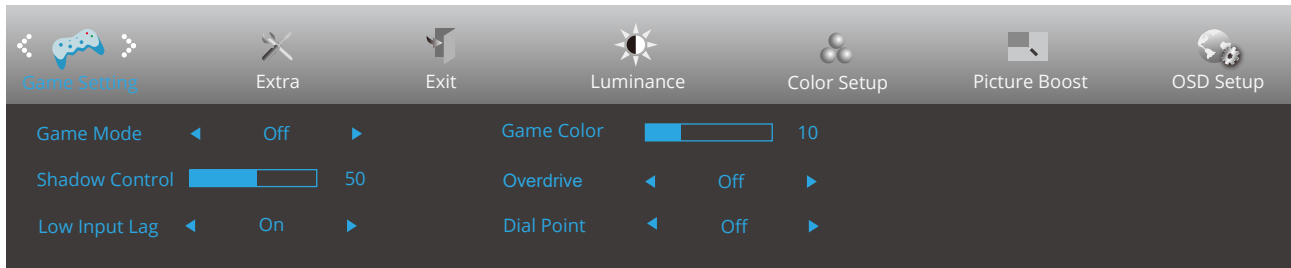 Game Setting Extra Exit Luminance Color Setup Picture Boost OSD Setup
Game Mode Off Game Color 10
Shadow Control 50 Overdrive Off
Low Input Lag On Dial Point Off